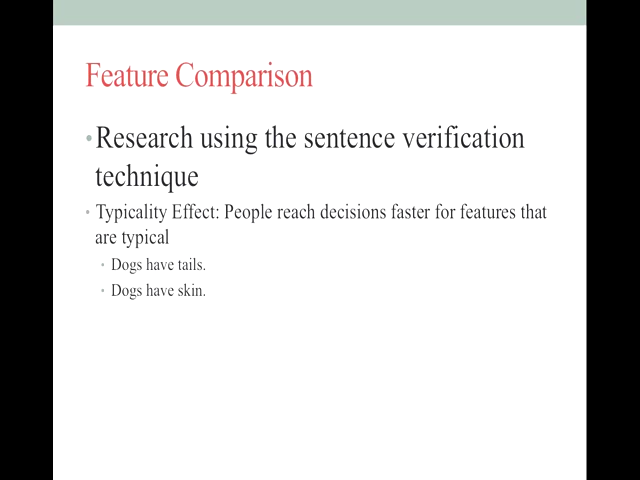 Feature Comparison
•Research using the sentence verification
technique
• Typicality Effect: People reach decisions faster for features that
are typical
• Dogs have tails.
• Dogs have skin.